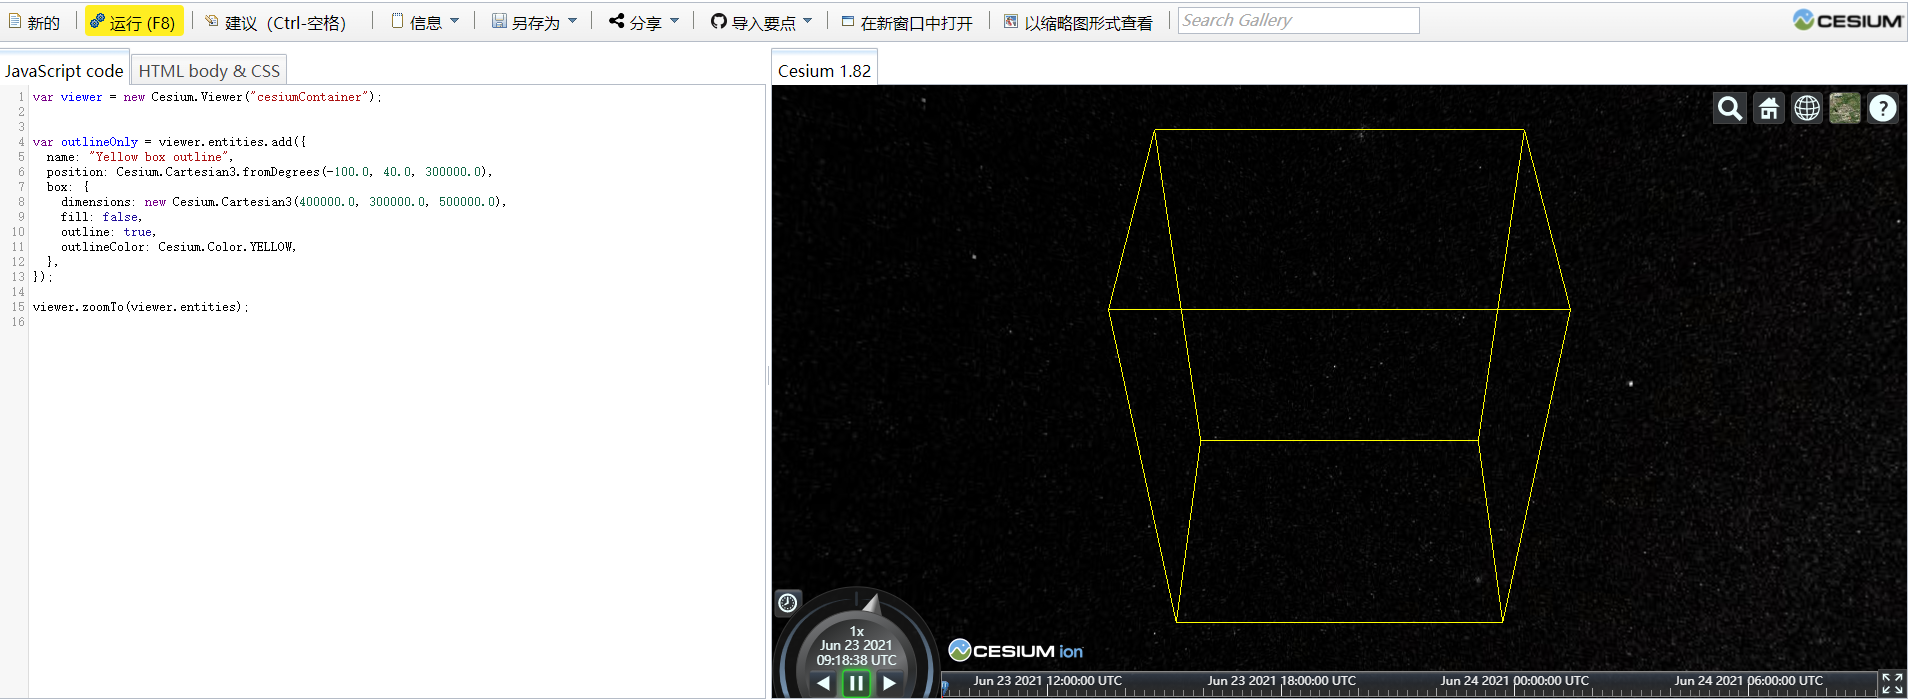 新的 运行 (F8) 建议（Ctrl-空格） 信息 另存为 分享 导入要点 在新窗口中打开 以缩略图形式查看 Search Gallery CESIUM
JavaScript code HTML body & CSS
1 var viewer = new Cesium.Viewer("cesiumContainer");
2
3
4 var outlineOnly = viewer.entities.add({
5   name: "Yellow box outline",
6   position: Cesium.Cartesian3.fromDegrees(-100.0, 40.0, 300000.0),
7   box: {
8     dimensions: new Cesium.Cartesian3(400000.0, 300000.0, 500000.0),
9     fill: false,
10     outline: true,
11     outlineColor: Cesium.Color.YELLOW,
12   },
13 });
14
15 viewer.zoomTo(viewer.entities);
16
Cesium 1.82
?
1x
Jun 23 2021
09:18:38 UTC
CESIUM ion
Jun 23 2021 12:00:00 UTC Jun 23 2021 18:00:00 UTC Jun 24 2021 00:00:00 UTC Jun 24 2021 06:00:00 UTC